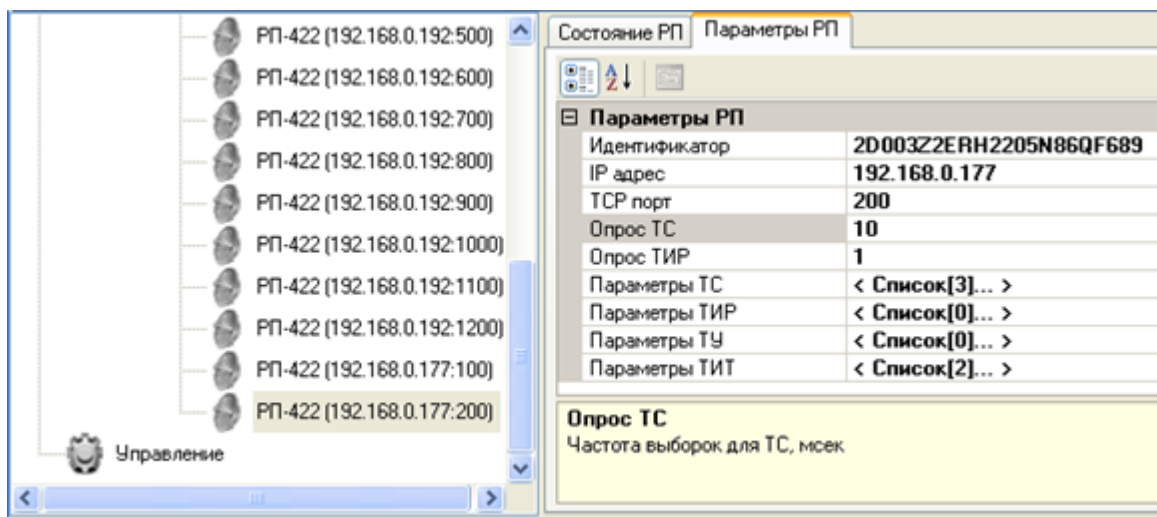 РП-422 (192.168.0.192:500)
РП-422 (192.168.0.192:600)
РП-422 (192.168.0.192:700)
РП-422 (192.168.0.192:800)
РП-422 (192.168.0.192:900)
РП-422 (192.168.0.192:1000)
РП-422 (192.168.0.192:1100)
РП-422 (192.168.0.192:1200)
РП-422 (192.168.0.177:100)
РП-422 (192.168.0.177:200)
Управление
Состояние РП Параметры РП
Параметры РП
Идентификатор 2D003Z2ERH2205N86QF689
IP адрес 192.168.0.177
TCP порт 200
Опрос ТС 10
Опрос ТИР 1
Параметры ТС < Список[3]... >
Параметры ТИР < Список[0]... >
Параметры ТУ < Список[0]... >
Параметры ТИТ < Список[2]... >
Опрос ТС
Частота выборок для ТС, мсек